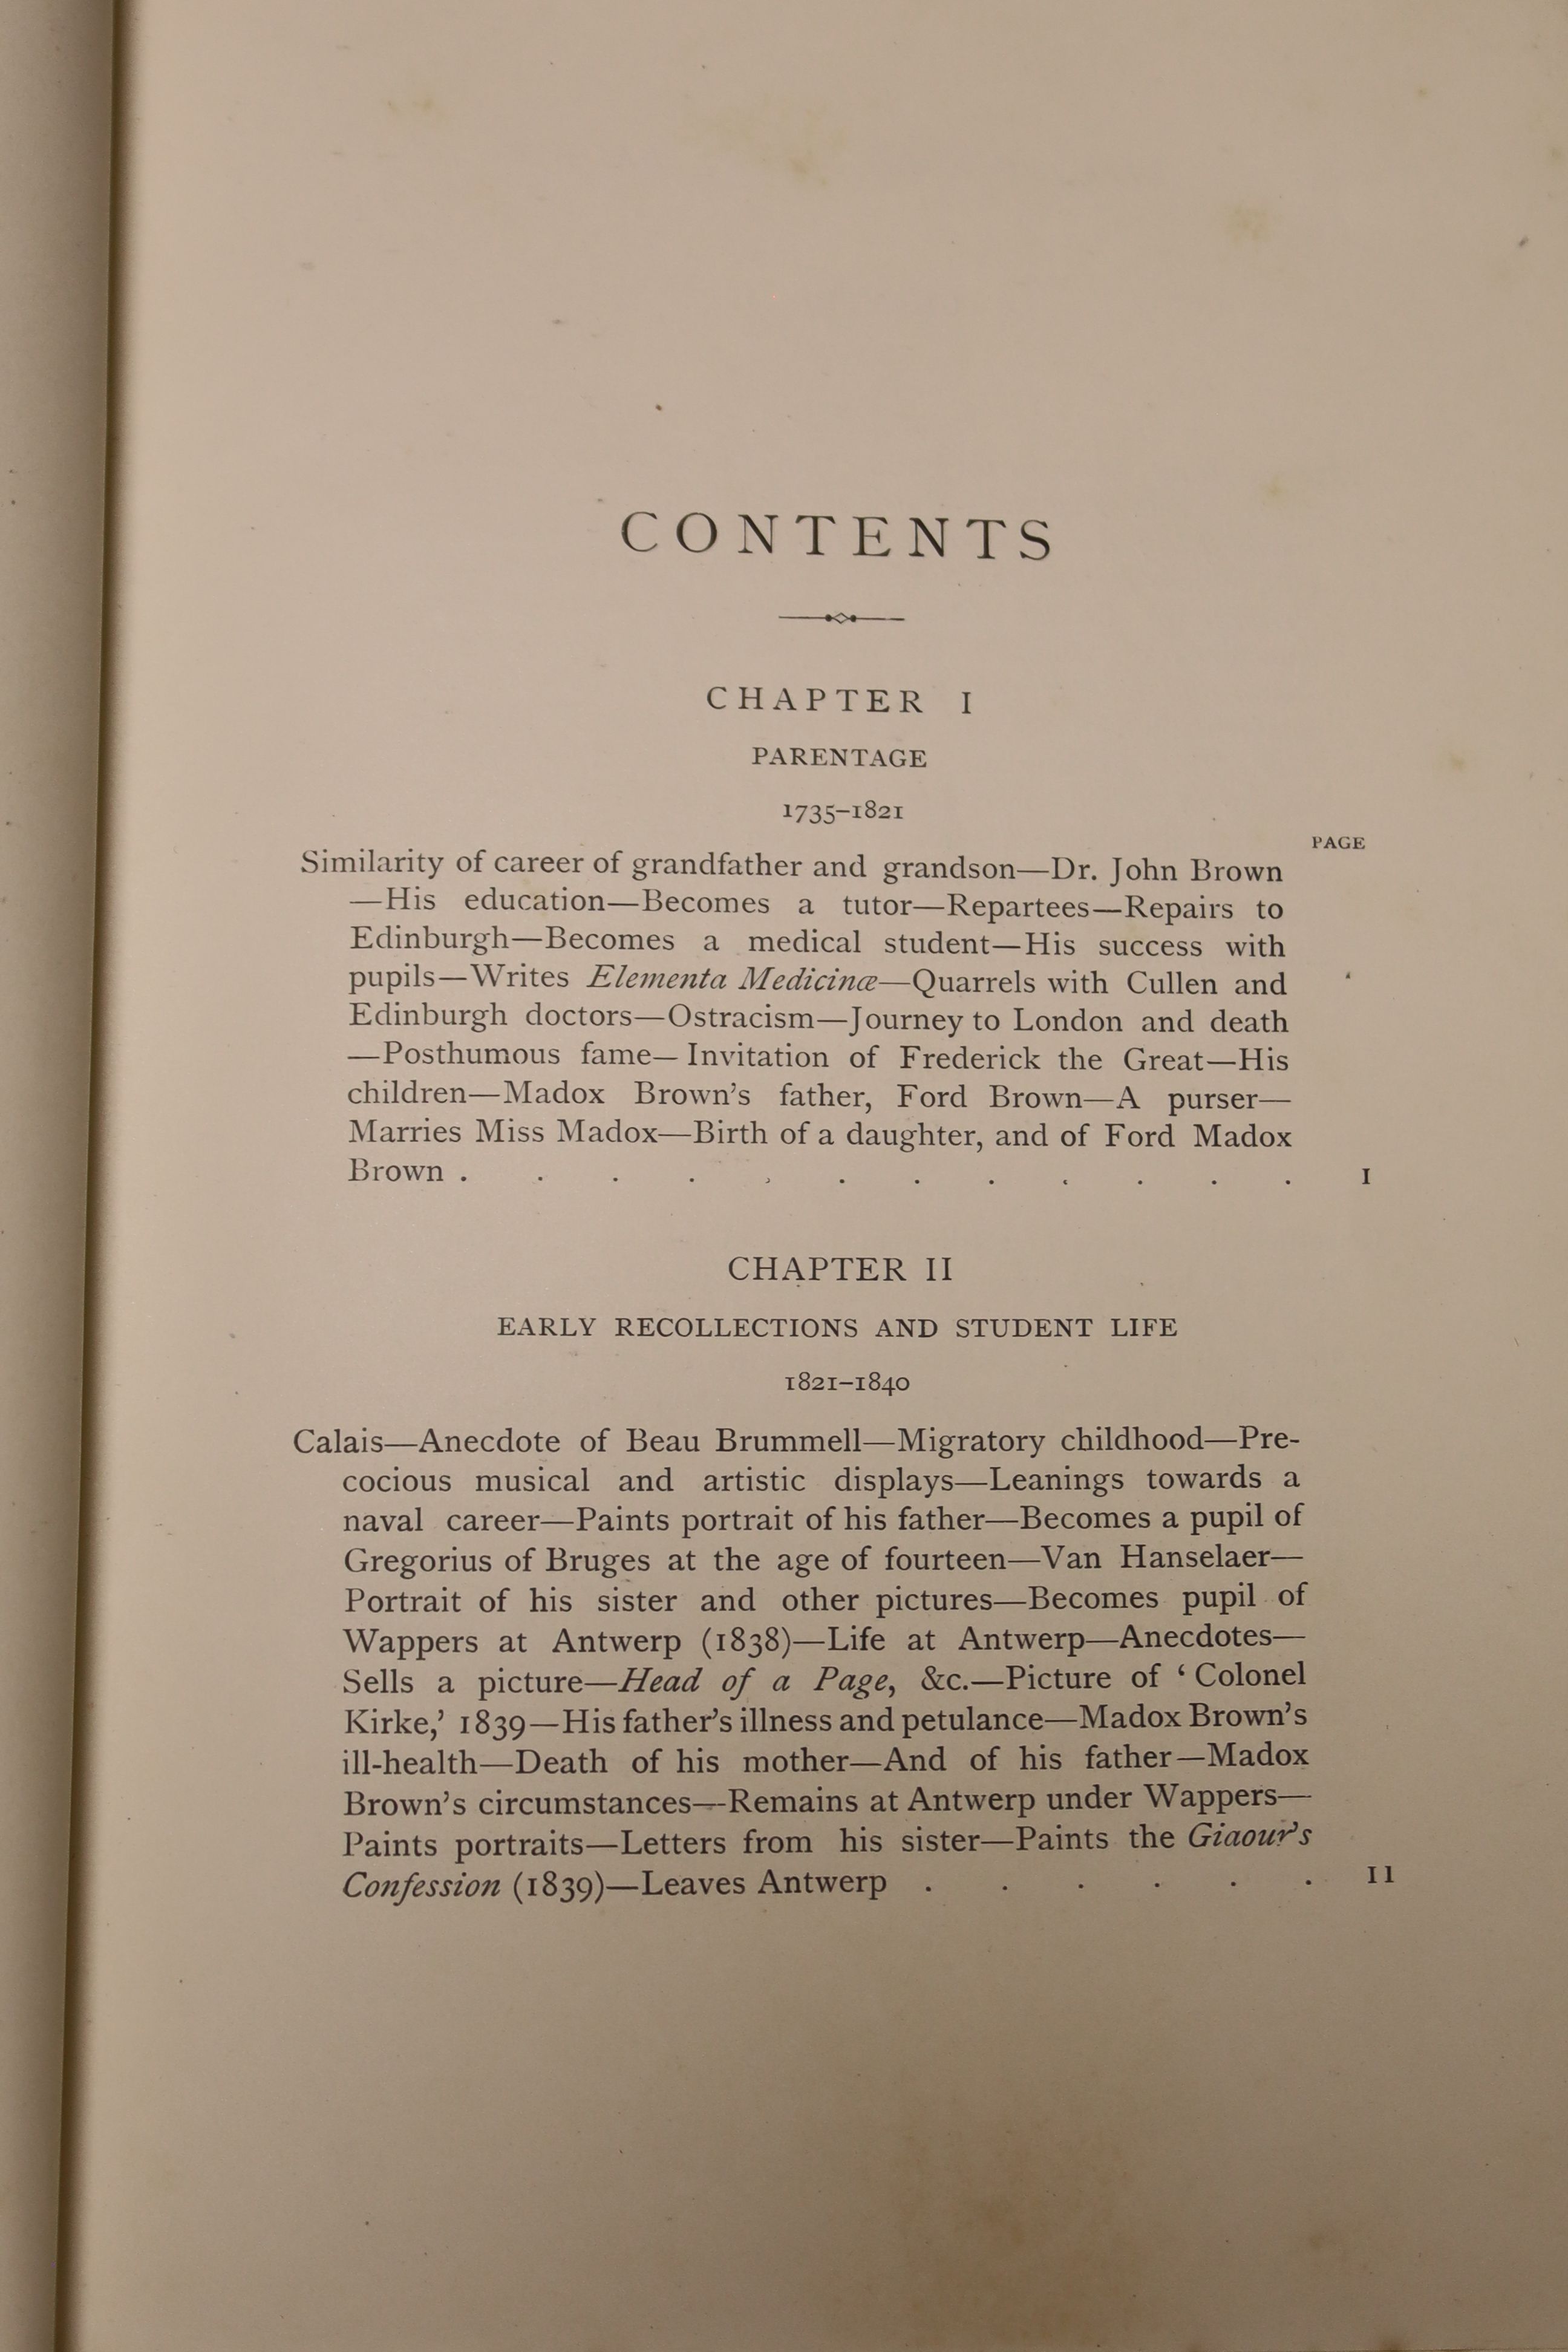 CONTENTS
CHAPTER I
PARENTAGE
1735–1821
PAGE
Similarity of career of grandfather and grandson—Dr. John Brown
—His education—Becomes a tutor—Repartees—Repairs to
Edinburgh—Becomes a medical student—His success with
pupils—Writes Elementa Medicinæ—Quarrels with Cullen and
Edinburgh doctors—Ostracism—Journey to London and death
—Posthumous fame—Invitation of Frederick the Great—His
children—Madox Brown's father, Ford Brown—A purser—
Marries Miss Madox—Birth of a daughter, and of Ford Madox
Brown . . . . . . . . . . . . 1
CHAPTER II
EARLY RECOLLECTIONS AND STUDENT LIFE
1821–1840
Calais—Anecdote of Beau Brummell—Migratory childhood—Pre-
cocious musical and artistic displays—Leanings towards a
naval career—Paints portrait of his father—Becomes a pupil of
Gregorius of Bruges at the age of fourteen—Van Hanselaer—
Portrait of his sister and other pictures—Becomes pupil of
Wappers at Antwerp (1838)—Life at Antwerp—Anecdotes—
Sells a picture—Head of a Page, &c.—Picture of ‘Colonel
Kirke,’ 1839—His father's illness and petulance—Madox Brown's
ill-health—Death of his mother—And of his father—Madox
Brown's circumstances—Remains at Antwerp under Wappers—
Paints portraits—Letters from his sister—Paints the Giaour's
Confession (1839)—Leaves Antwerp . . . . . . 11